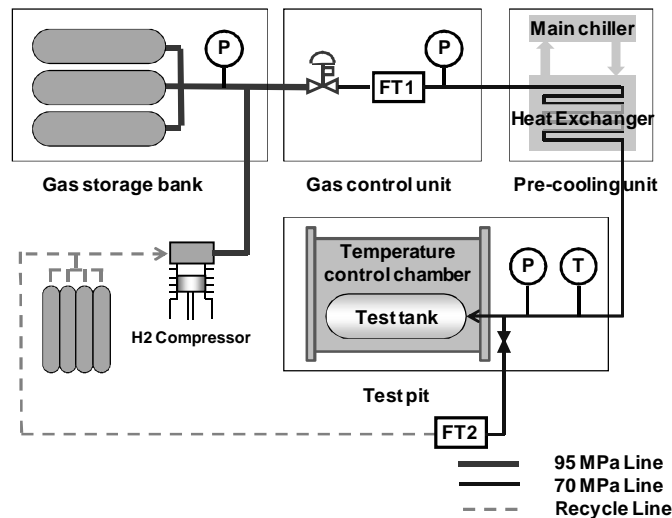 Main chiller
P
P
FT1
Heat Exchanger
Gas storage bank
Gas control unit
Pre-cooling unit
Temperature
control chamber
P
T
Test tank
H2 Compressor
Test pit
FT2
95 MPa Line
70 MPa Line
Recycle Line